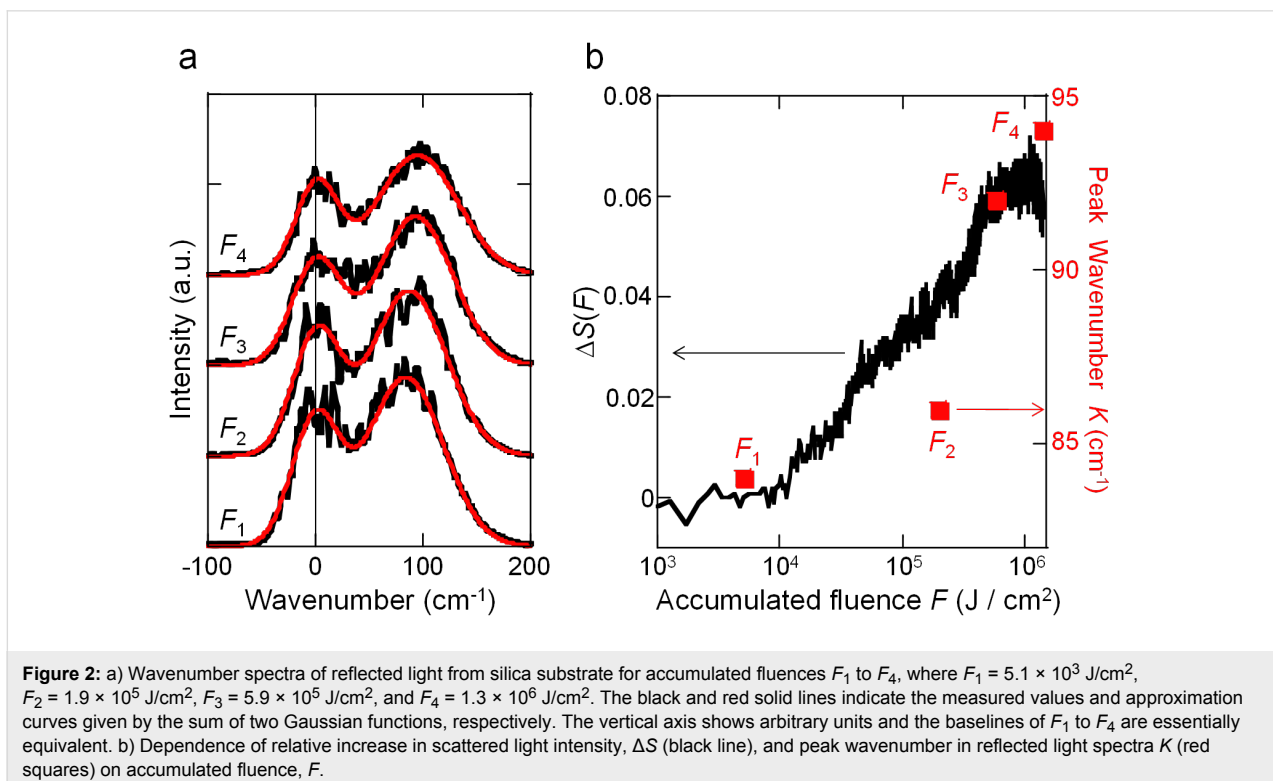 a
b
Intensity (a.u.)
F4
F3
F2
F1
-100
0
100
200
Wavenumber (cm-1)
0.08
0.06
0.04
0.02
0
ΔS(F)
95
90
85
Peak Wavenumber K (cm-1)
F4
F3
F2
F1
10³
10⁴
10⁵
10⁶
Accumulated fluence F (J / cm2)
Figure 2: a) Wavenumber spectra of reflected light from silica substrate for accumulated fluences F1 to F4, where F1 = 5.1 × 10³ J/cm²,
F2 = 1.9 × 10⁵ J/cm², F3 = 5.9 × 10⁵ J/cm², and F4 = 1.3 × 10⁶ J/cm². The black and red solid lines indicate the measured values and approximation
curves given by the sum of two Gaussian functions, respectively. The vertical axis shows arbitrary units and the baselines of F1 to F4 are essentially
equivalent. b) Dependence of relative increase in scattered light intensity, ΔS (black line), and peak wavenumber in reflected light spectra K (red
squares) on accumulated fluence, F.